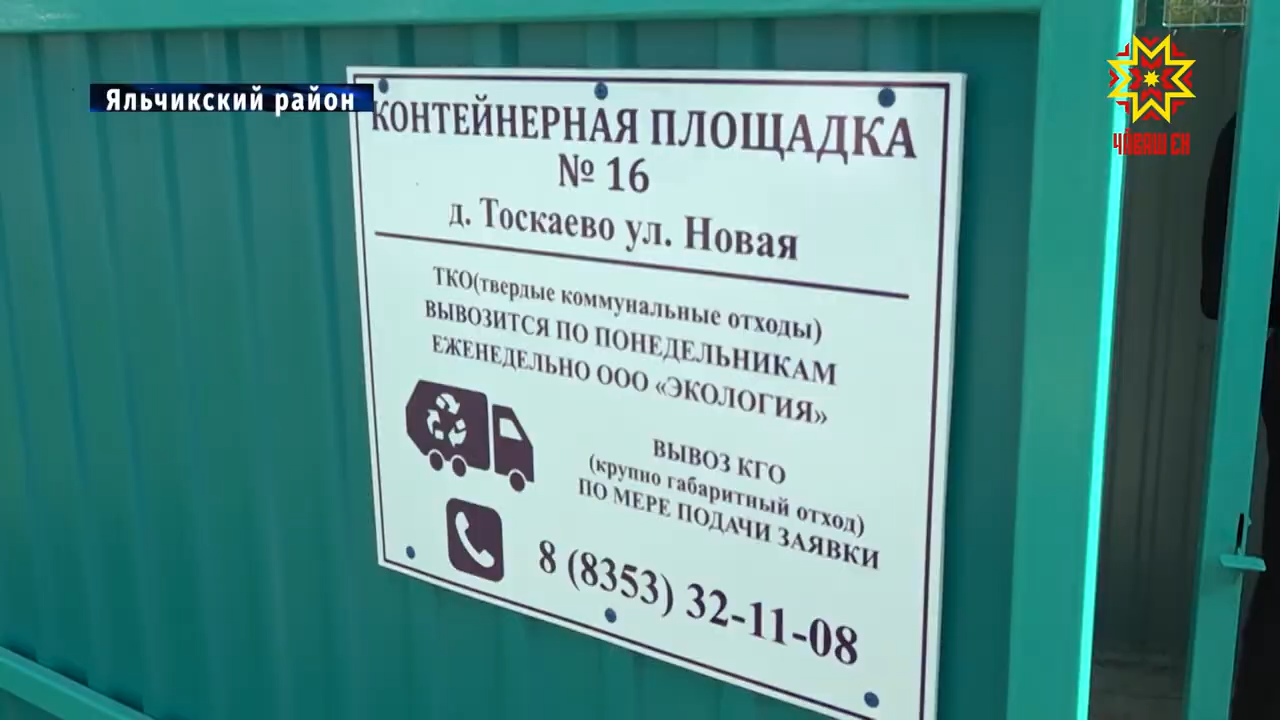 Яльчикский район
ЧӐВАШ ЕН
КОНТЕЙНЕРНАЯ ПЛОЩАДКА
№ 16
д. Тоскаево ул. Новая
ТКО(твердые коммунальные отходы)
ВЫВОЗИТСЯ ПО ПОНЕДЕЛЬНИКАМ
ЕЖЕНЕДЕЛЬНО ООО «ЭКОЛОГИЯ»
ВЫВОЗ КГО
(крупно габаритный отход)
ПО МЕРЕ ПОДАЧИ ЗАЯВКИ
8 (8353) 32-11-08